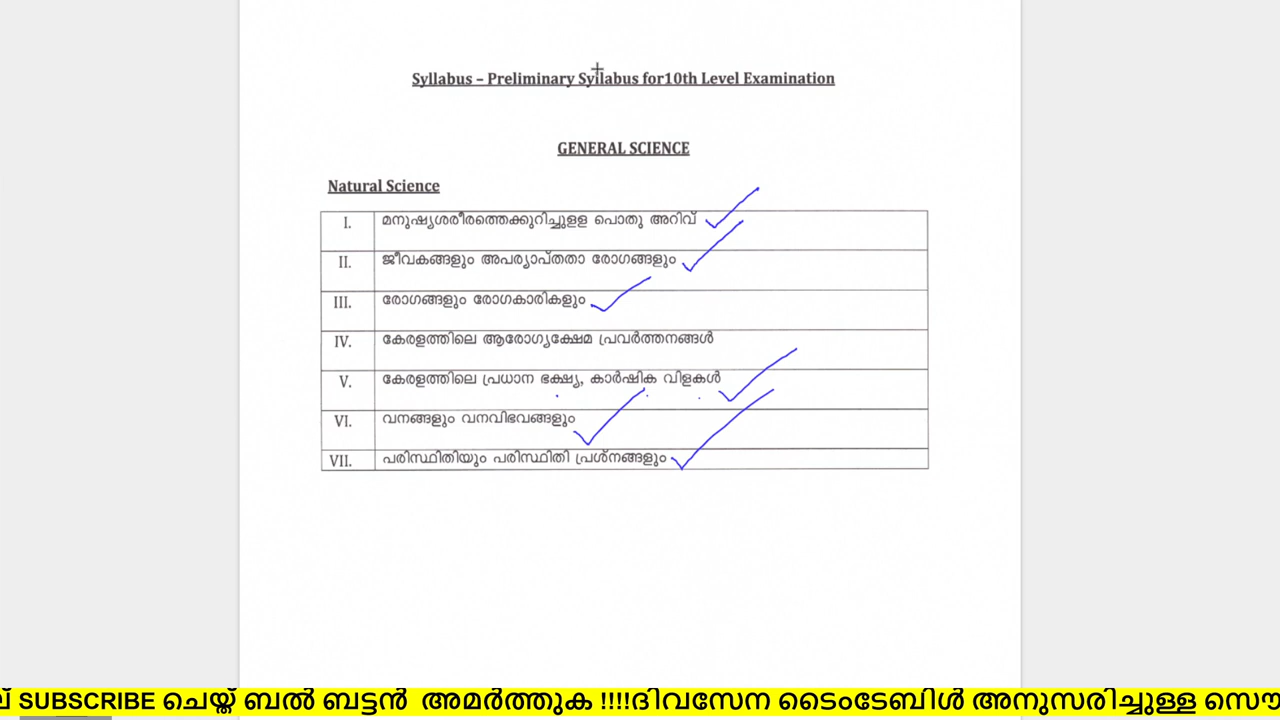 Syllabus – Preliminary Syllabus for10th Level Examination
GENERAL SCIENCE
Natural Science
I. മനുഷ്യശരീരത്തെക്കുറിച്ചുളള പൊതു അറിവ്
II. ജീവകങ്ങളും അപര്യാപ്തതാ രോഗങ്ങളും
III. രോഗങ്ങളും രോഗകാരികളും
IV. കേരളത്തിലെ ആരോഗ്യക്ഷേമ പ്രവർത്തനങ്ങൾ
V. കേരളത്തിലെ പ്രധാന ഭക്ഷ്യ, കാർഷിക വിളകൾ
VI. വനങ്ങളും വനവിഭവങ്ങളും
VII. പരിസ്ഥിതിയും പരിസ്ഥിതി പ്രശ്നങ്ങളും
SUBSCRIBE ചെയ്ത് ബൽ ബട്ടൻ അമർത്തുക !!!!ദിവസേന ടൈംടേബിൾ അനുസരിച്ചുള്ള